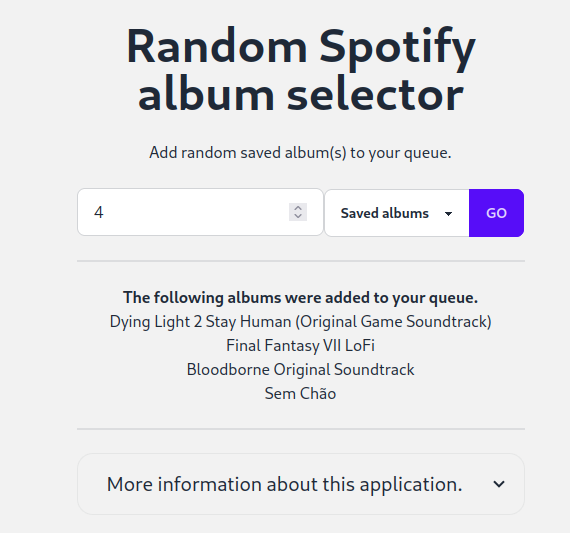 Random Spotify
album selector
Add random saved album(s) to your queue.
4
Saved albums
GO
The following albums were added to your queue.
Dying Light 2 Stay Human (Original Game Soundtrack)
Final Fantasy VII LoFi
Bloodborne Original Soundtrack
Sem Chão
More information about this application.